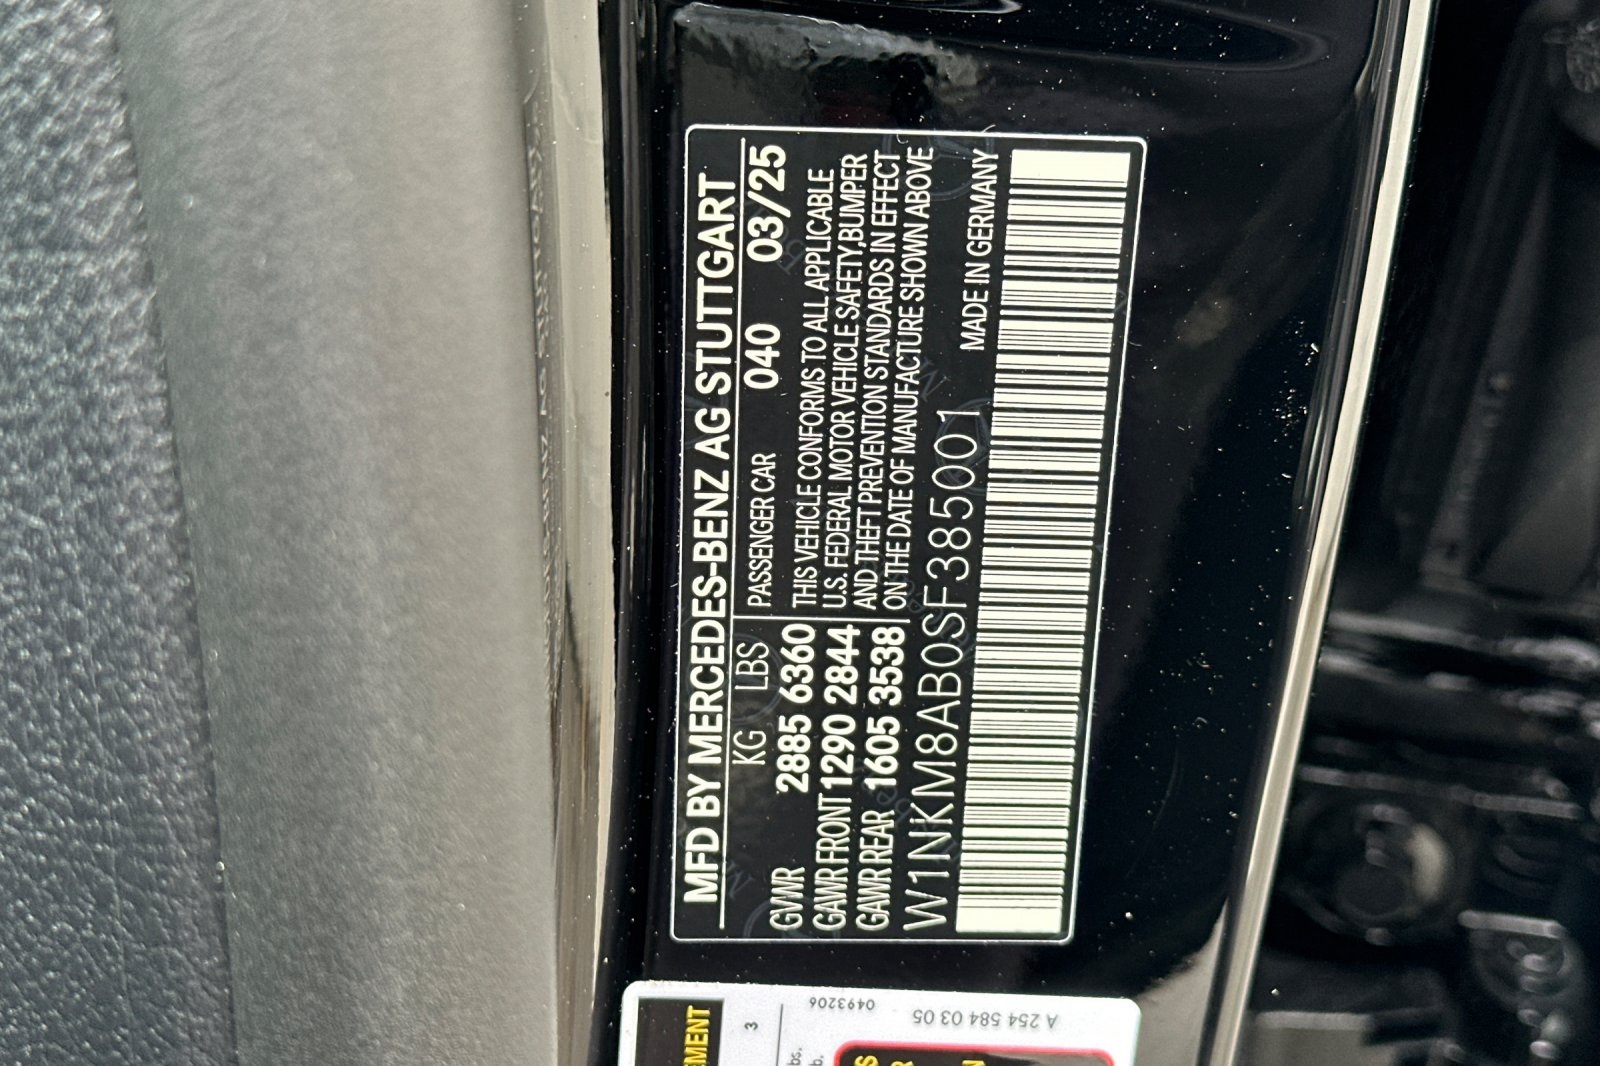 MFD BY MERCEDES-BENZ AG STUTTGART
KG LBS PASSENGER CAR 040 03/25
GVWR 2885 6360 THIS VEHICLE CONFORMS TO ALL APPLICABLE
GAWR FRONT 1290 2844 U.S. FEDERAL MOTOR VEHICLE SAFETY,BUMPER
GAWR REAR 1605 3538 AND THEFT PREVENTION STANDARDS IN EFFECT
ON THE DATE OF MANUFACTURE SHOWN ABOVE
W1NKM8AB0SF385001 MADE IN GERMANY
EMENT
3
0493206
A 254 584 03 05